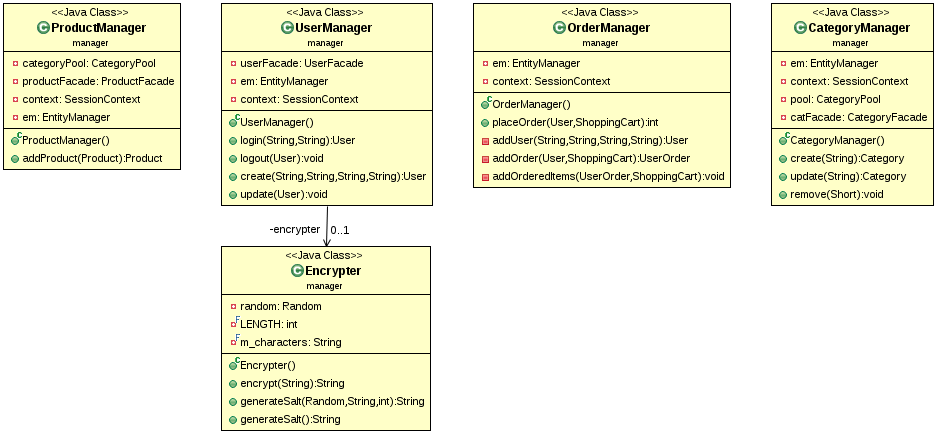 <<Java Class>>
ProductManager
manager
categoryPool: CategoryPool
productFacade: ProductFacade
context: SessionContext
em: EntityManager
ProductManager()
addProduct(Product):Product
<<Java Class>>
UserManager
manager
userFacade: UserFacade
em: EntityManager
context: SessionContext
UserManager()
login(String,String):User
logout(User):void
create(String,String,String,String):User
update(User):void
<<Java Class>>
OrderManager
manager
em: EntityManager
context: SessionContext
OrderManager()
placeOrder(User,ShoppingCart):int
addUser(String,String,String,String):User
addOrder(User,ShoppingCart):UserOrder
addOrderedItems(UserOrder,ShoppingCart):void
<<Java Class>>
CategoryManager
manager
em: EntityManager
context: SessionContext
pool: CategoryPool
catFacade: CategoryFacade
CategoryManager()
create(String):Category
update(String):Category
remove(Short):void
-encrypter 0..1
<<Java Class>>
Encrypter
manager
random: Random
LENGTH: int
m_characters: String
Encrypter()
encrypt(String):String
generateSalt(Random,String,int):String
generateSalt():String